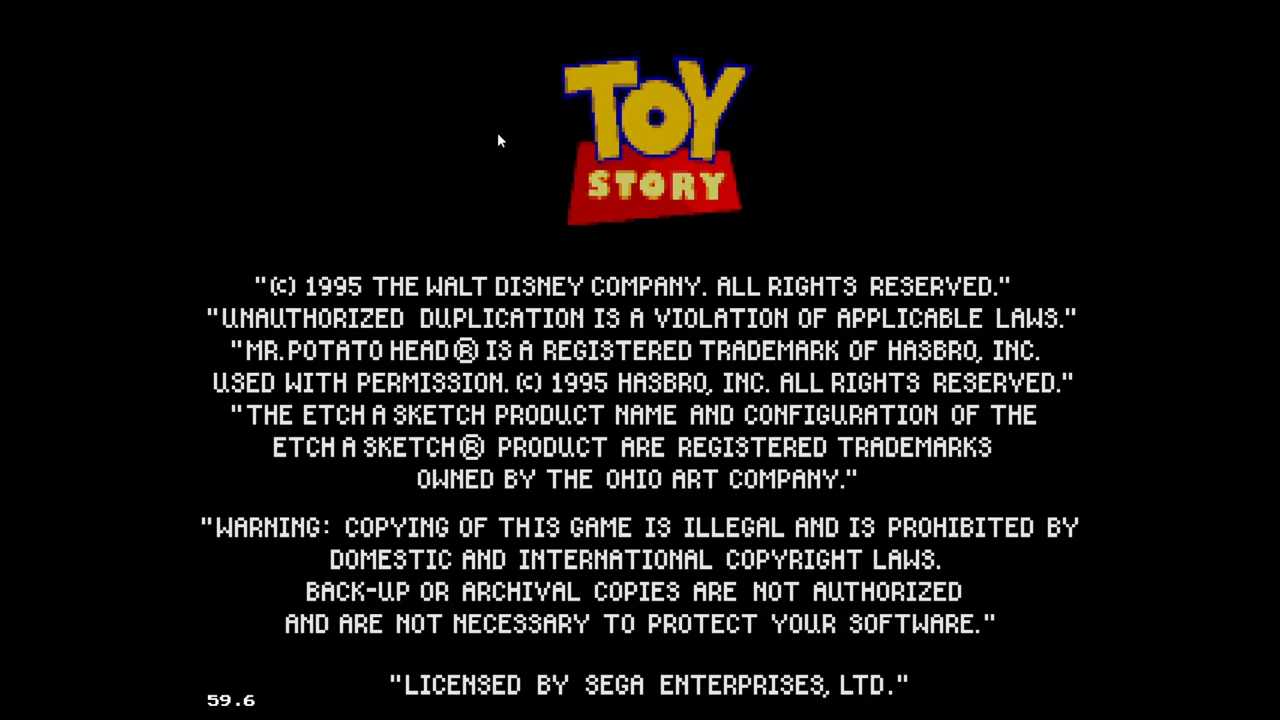 TOY
STORY
"(C) 1995 THE WALT DISNEY COMPANY. ALL RIGHTS RESERVED."
"UNAUTHORIZED DUPLICATION IS A VIOLATION OF APPLICABLE LAWS."
"MR.POTATO HEAD® IS A REGISTERED TRADEMARK OF HASBRO, INC.
USED WITH PERMISSION. (C) 1995 HASBRO, INC. ALL RIGHTS RESERVED."
"THE ETCH A SKETCH PRODUCT NAME AND CONFIGURATION OF THE
ETCH A SKETCH® PRODUCT ARE REGISTERED TRADEMARKS
OWNED BY THE OHIO ART COMPANY."
"WARNING: COPYING OF THIS GAME IS ILLEGAL AND IS PROHIBITED BY
DOMESTIC AND INTERNATIONAL COPYRIGHT LAWS.
BACK-UP OR ARCHIVAL COPIES ARE NOT AUTHORIZED
AND ARE NOT NECESSARY TO PROTECT YOUR SOFTWARE."
"LICENSED BY SEGA ENTERPRISES, LTD."
59.6